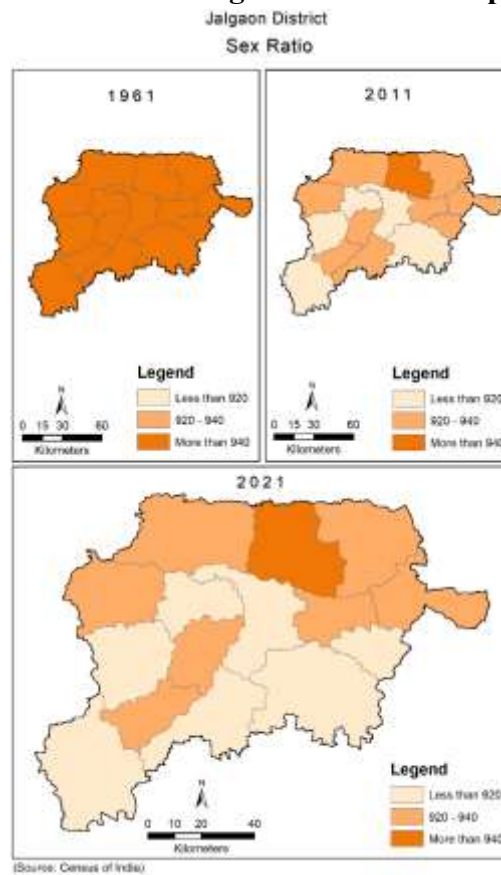 Jalgaon District
Sex Ratio
1961
Legend
Less than 920
920 - 940
More than 940
N
0 15 30 60
Kilometers
2011
Legend
Less than 920
920 - 940
More than 940
N
0 15 30 60
Kilometers
2021
Legend
Less than 920
920 - 940
More than 940
N
0 10 20 40
Kilometers
(Source: Census of India)